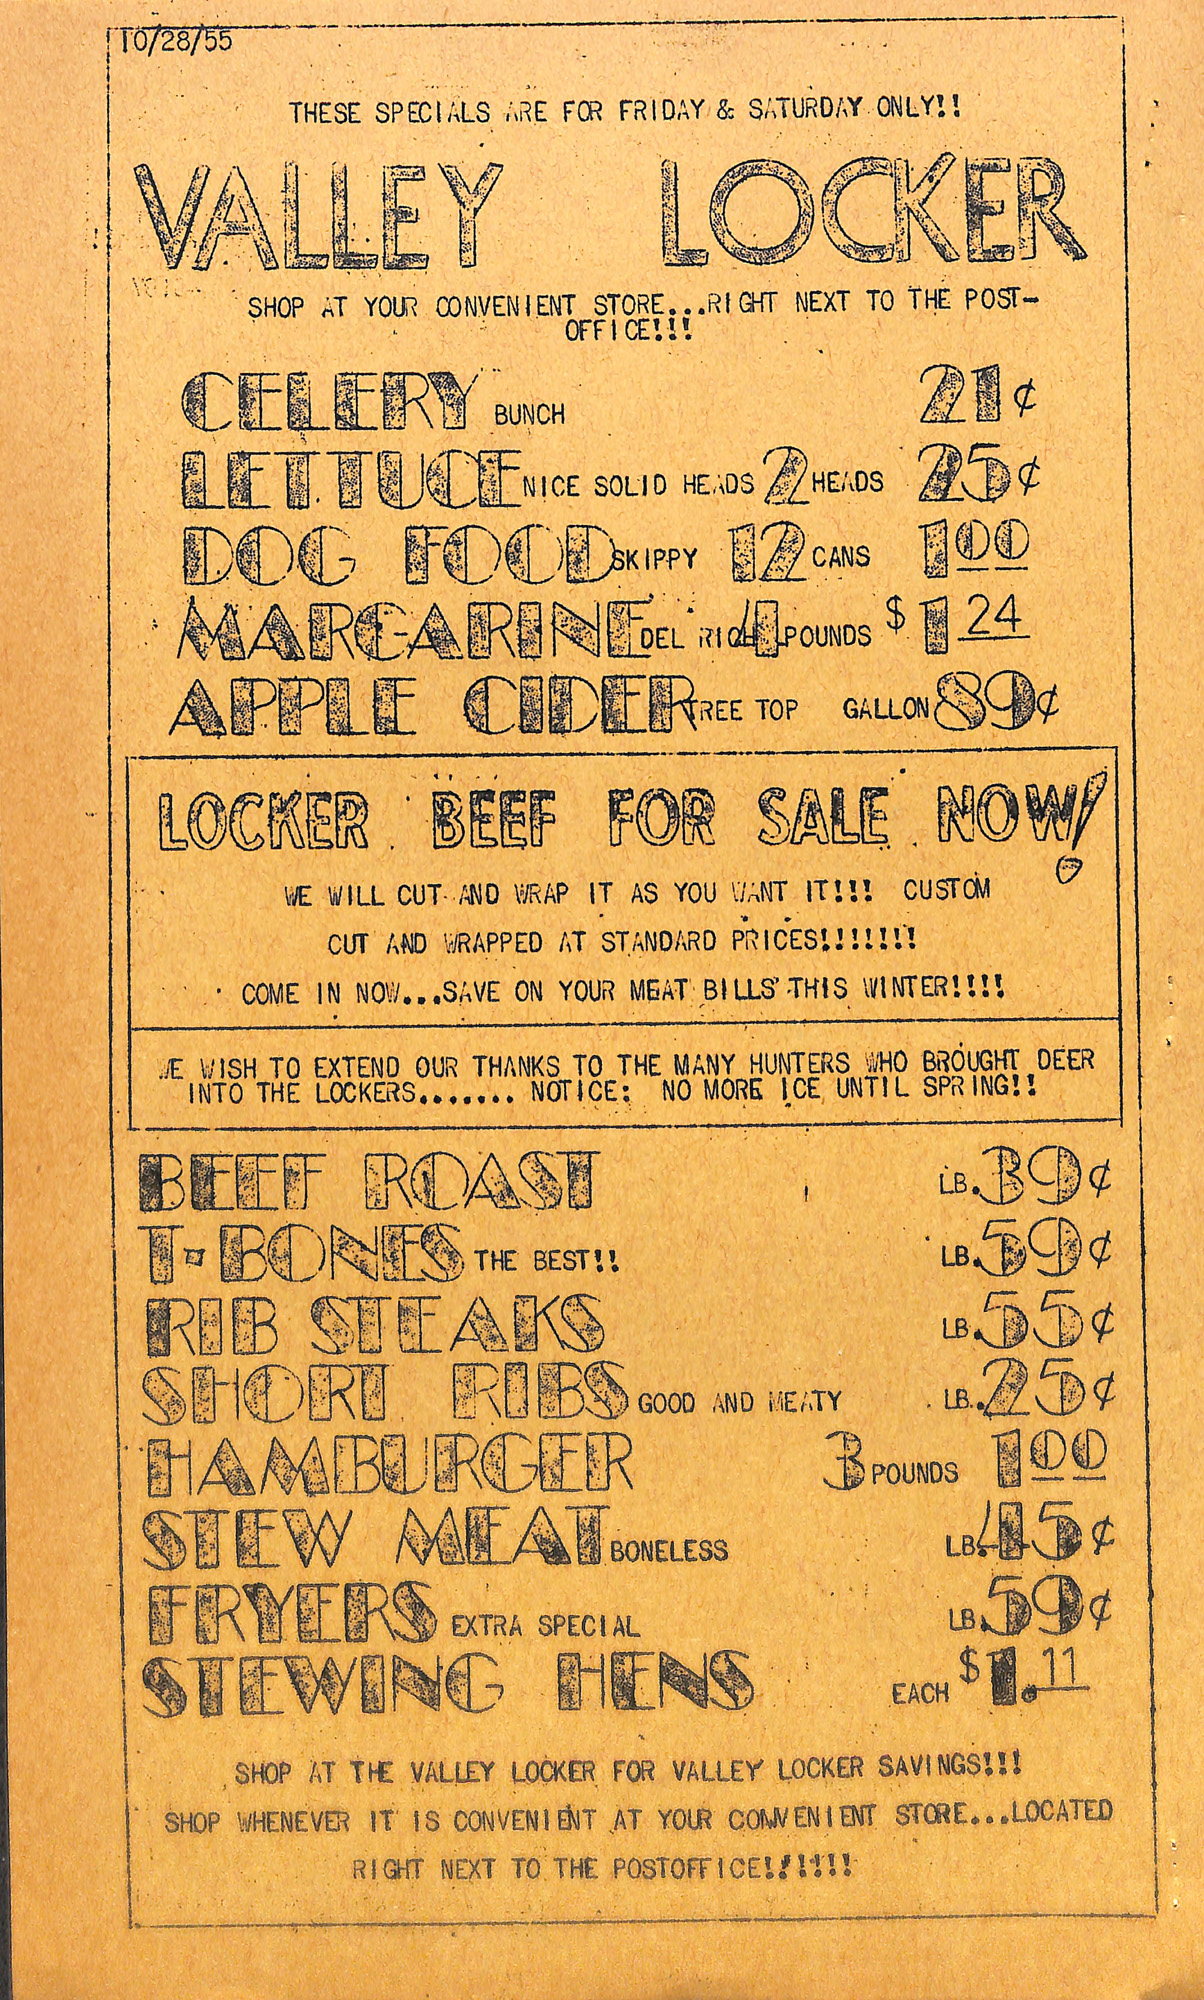 10/28/55
THESE SPECIALS ARE FOR FRIDAY & SATURDAY ONLY!!
VALLEY LOCKER
SHOP AT YOUR CONVENIENT STORE...RIGHT NEXT TO THE POST-
OFFICE!!!
CELERY BUNCH 21¢
LETTUCE NICE SOLID HEADS 2 HEADS 25¢
DOG FOOD SKIPPY 12 CANS 1 00
MARGARINE DEL RICH 4 POUNDS $1 24
APPLE CIDER TREE TOP GALLON 89¢
LOCKER BEEF FOR SALE NOW!
WE WILL CUT AND WRAP IT AS YOU WANT IT!!! CUSTOM
CUT AND WRAPPED AT STANDARD PRICES!!!!!!!
COME IN NOW...SAVE ON YOUR MEAT BILLS THIS WINTER!!!!
WE WISH TO EXTEND OUR THANKS TO THE MANY HUNTERS WHO BROUGHT DEER
INTO THE LOCKERS....... NOTICE: NO MORE ICE UNTIL SPRING!!
BEEF ROAST LB. 39¢
T-BONES THE BEST!! LB. 59¢
RIB STEAKS LB. 55¢
SHORT RIBS GOOD AND MEATY LB. 25¢
HAMBURGER 3 POUNDS 1 00
STEW MEAT BONELESS LB. 45¢
FRYERS EXTRA SPECIAL LB. 59¢
STEWING HENS EACH $1.11
SHOP AT THE VALLEY LOCKER FOR VALLEY LOCKER SAVINGS!!!
SHOP WHENEVER IT IS CONVENIENT AT YOUR CONVENIENT STORE...LOCATED
RIGHT NEXT TO THE POSTOFFICE!!!!!!!